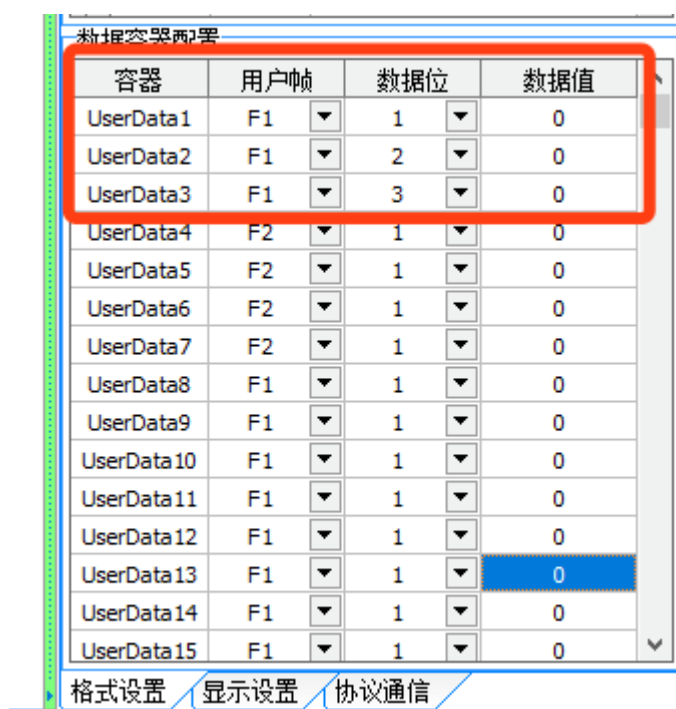 数据容器配置
容器 用户帧 数据位 数据值
UserData1 F1 1 0
UserData2 F1 2 0
UserData3 F1 3 0
UserData4 F2 1 0
UserData5 F2 1 0
UserData6 F2 1 0
UserData7 F2 1 0
UserData8 F1 1 0
UserData9 F1 1 0
UserData10 F1 1 0
UserData11 F1 1 0
UserData12 F1 1 0
UserData13 F1 1 0
UserData14 F1 1 0
UserData15 F1 1 0
格式设置 显示设置 协议通信